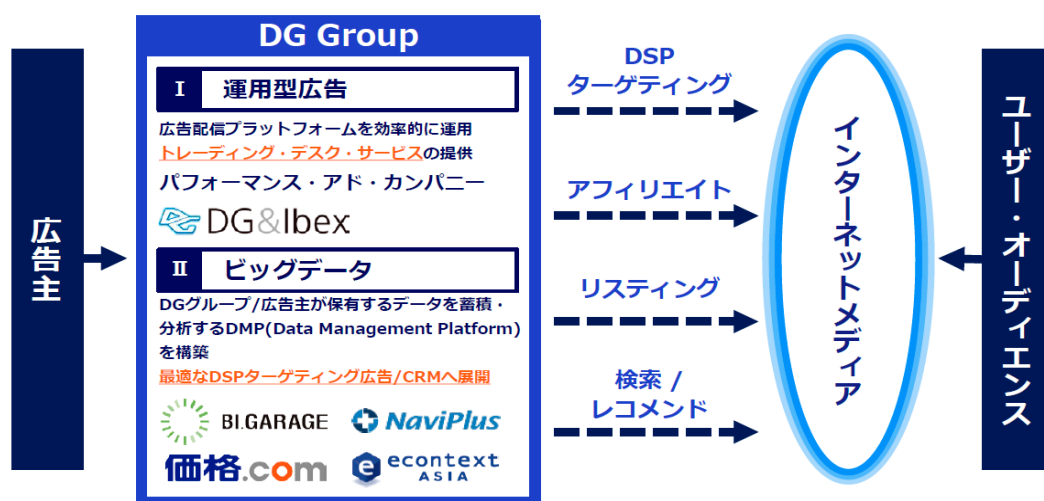 広告主
DG Group
I 運用型広告
広告配信プラットフォームを効率的に運用
トレーディング・デスク・サービスの提供
パフォーマンス・アド・カンパニー
DG&Ibex
II ビッグデータ
DGグループ/広告主が保有するデータを蓄積・
分析するDMP(Data Management Platform)
を構築
最適なDSPターゲティング広告/CRMへ展開
BI.GARAGE
NaviPlus
価格.com
econtext
ASIA
DSP
ターゲティング
アフィリエイト
リスティング
検索 /
レコメンド
インターネットメディア
ユーザー・オーディエンス